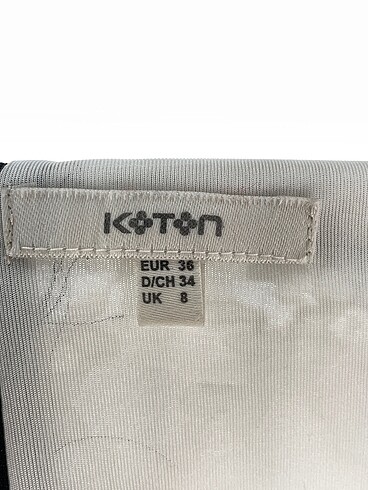 KOTON
EUR 36
D/CH 34
UK 8